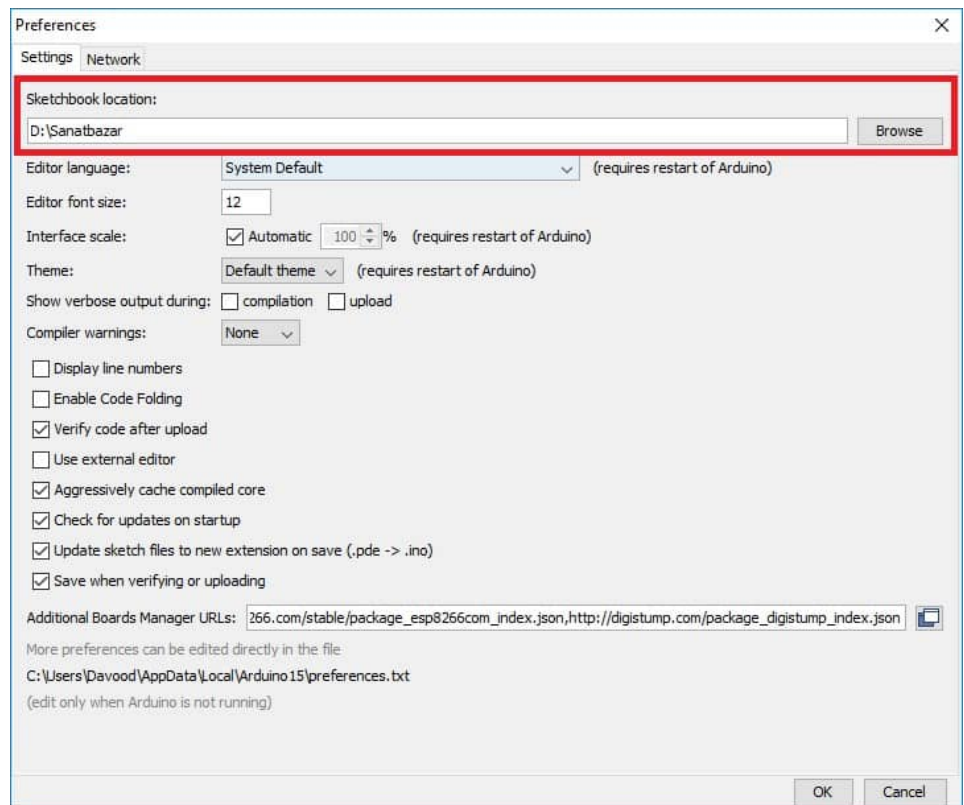 Preferences
Settings Network
Sketchbook location:
D:\Sanatbazar Browse
Editor language: System Default (requires restart of Arduino)
Editor font size: 12
Interface scale: Automatic 100 % (requires restart of Arduino)
Theme: Default theme (requires restart of Arduino)
Show verbose output during: compilation upload
Compiler warnings: None
Display line numbers
Enable Code Folding
Verify code after upload
Use external editor
Aggressively cache compiled core
Check for updates on startup
Update sketch files to new extension on save (.pde -> .ino)
Save when verifying or uploading
Additional Boards Manager URLs: 266.com/stable/package_esp8266com_index.json,http://digistump.com/package_digistump_index.json
More preferences can be edited directly in the file
C:\Users\Davood\AppData\Local\Arduino15\preferences.txt
(edit only when Arduino is not running)
OK Cancel